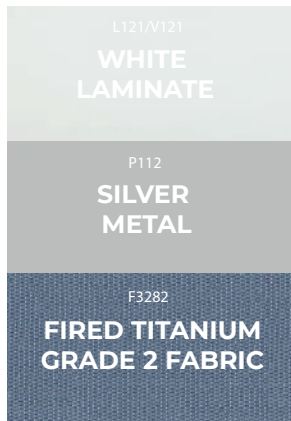 L121/V121
WHITE
LAMINATE
P112
SILVER
METAL
F3282
FIRED TITANIUM
GRADE 2 FABRIC